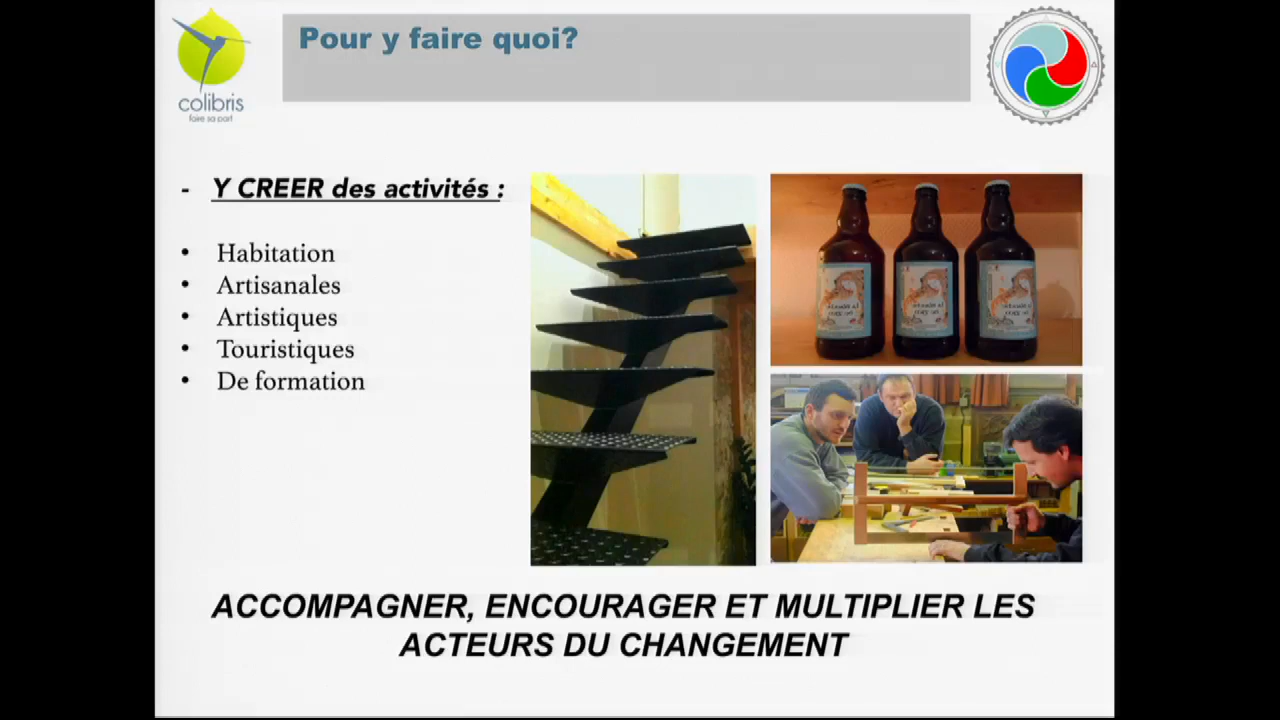 Pour y faire quoi?
colibris
faire sa part
- Y CREER des activités :
• Habitation
• Artisanales
• Artistiques
• Touristiques
• De formation
ACCOMPAGNER, ENCOURAGER ET MULTIPLIER LES
ACTEURS DU CHANGEMENT